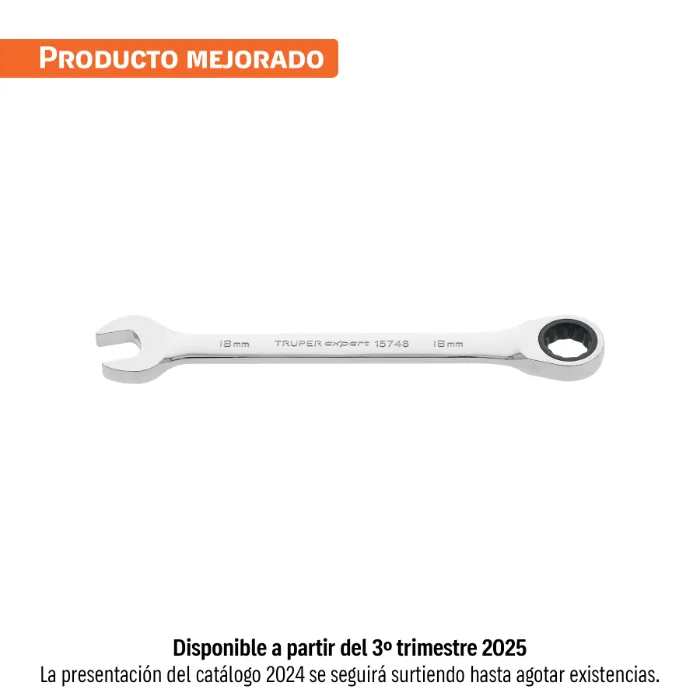 PRODUCTO MEJORADO
18mm TRUPER expert 15748 18mm
Disponible a partir del 3º trimestre 2025
La presentación del catálogo 2024 se seguirá surtiendo hasta agotar existencias.